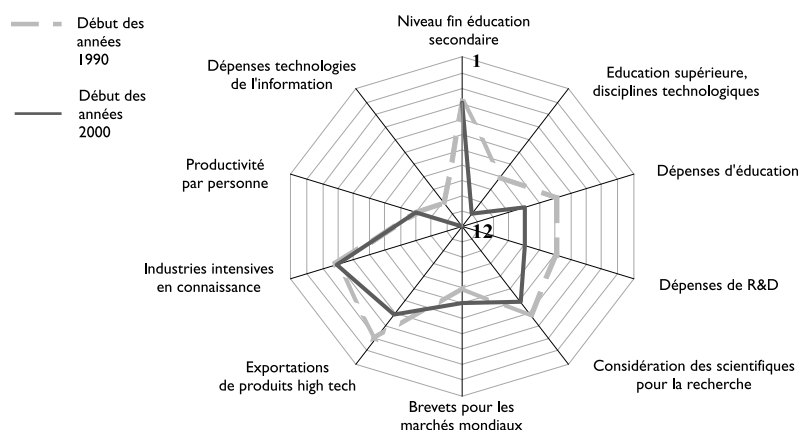 Début des
années
1990
Début des
années
2000
Niveau fin éducation
secondaire
1
Education supérieure,
disciplines technologiques
Dépenses d'éducation
Dépenses de R&D
Considération des scientifiques
pour la recherche
Brevets pour les
marchés mondiaux
Exportations
de produits high tech
Industries intensives
en connaissance
Productivité
par personne
Dépenses technologies
de l'information
12